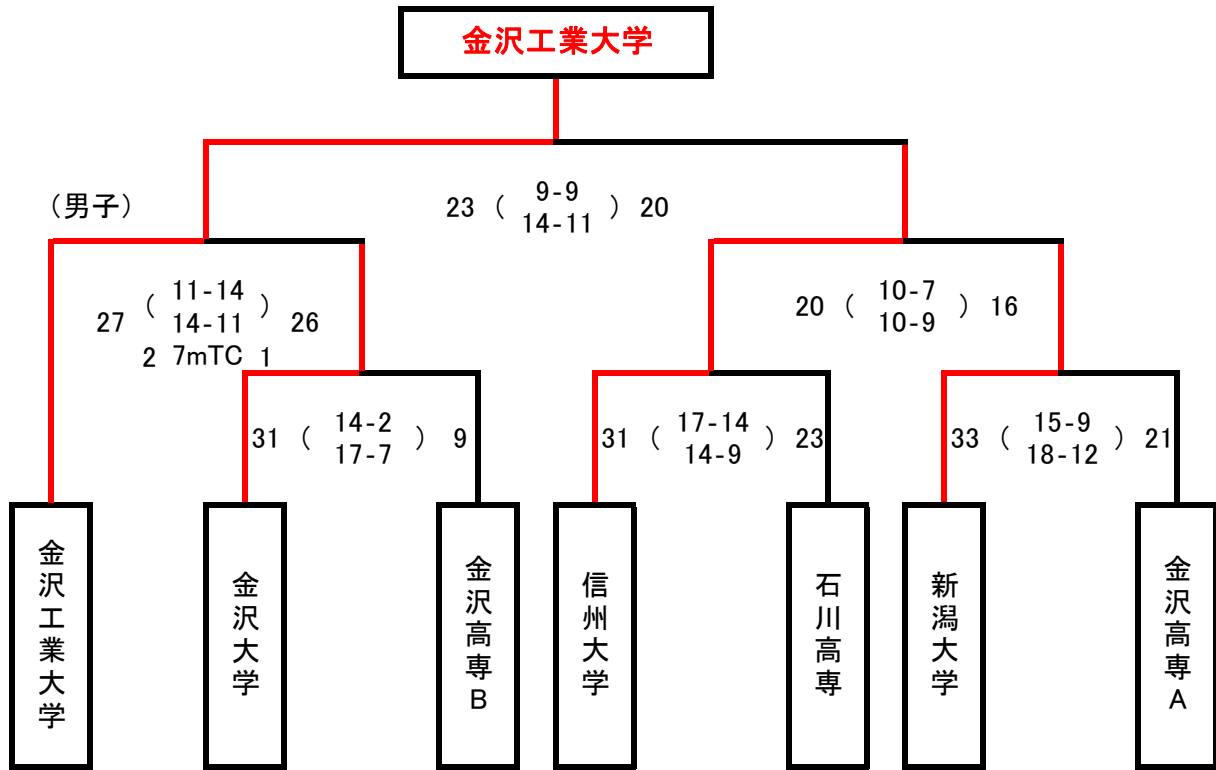 金沢工業大学
（男子）
23 ( 9-9 14-11 ) 20
27 ( 11-14 14-11 ) 26
2 7mTC 1
20 ( 10-7 10-9 ) 16
31 ( 14-2 17-7 ) 9
31 ( 17-14 14-9 ) 23
33 ( 15-9 18-12 ) 21
金沢工業大学
金沢大学
金沢高専B
信州大学
石川高専
新潟大学
金沢高専A